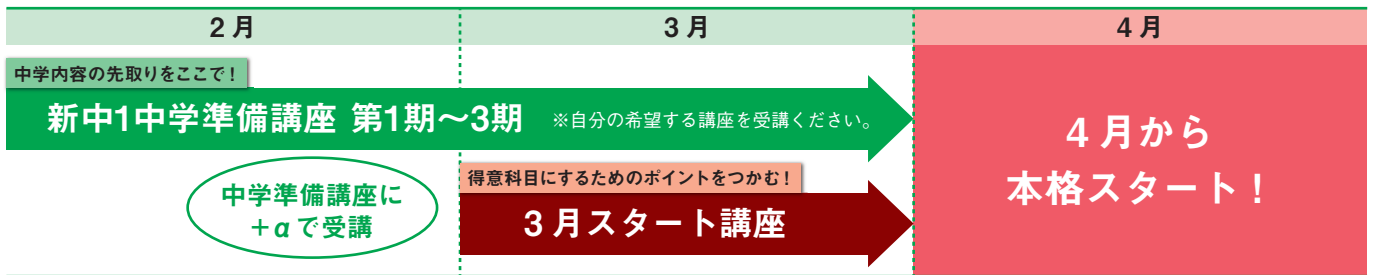 2月
3月
4月
中学内容の先取りをここで！
新中1中学準備講座 第1期～3期
※自分の希望する講座を受講ください。
中学準備講座に
＋αで受講
得意科目にするためのポイントをつかむ！
3月スタート講座
4月から
本格スタート！